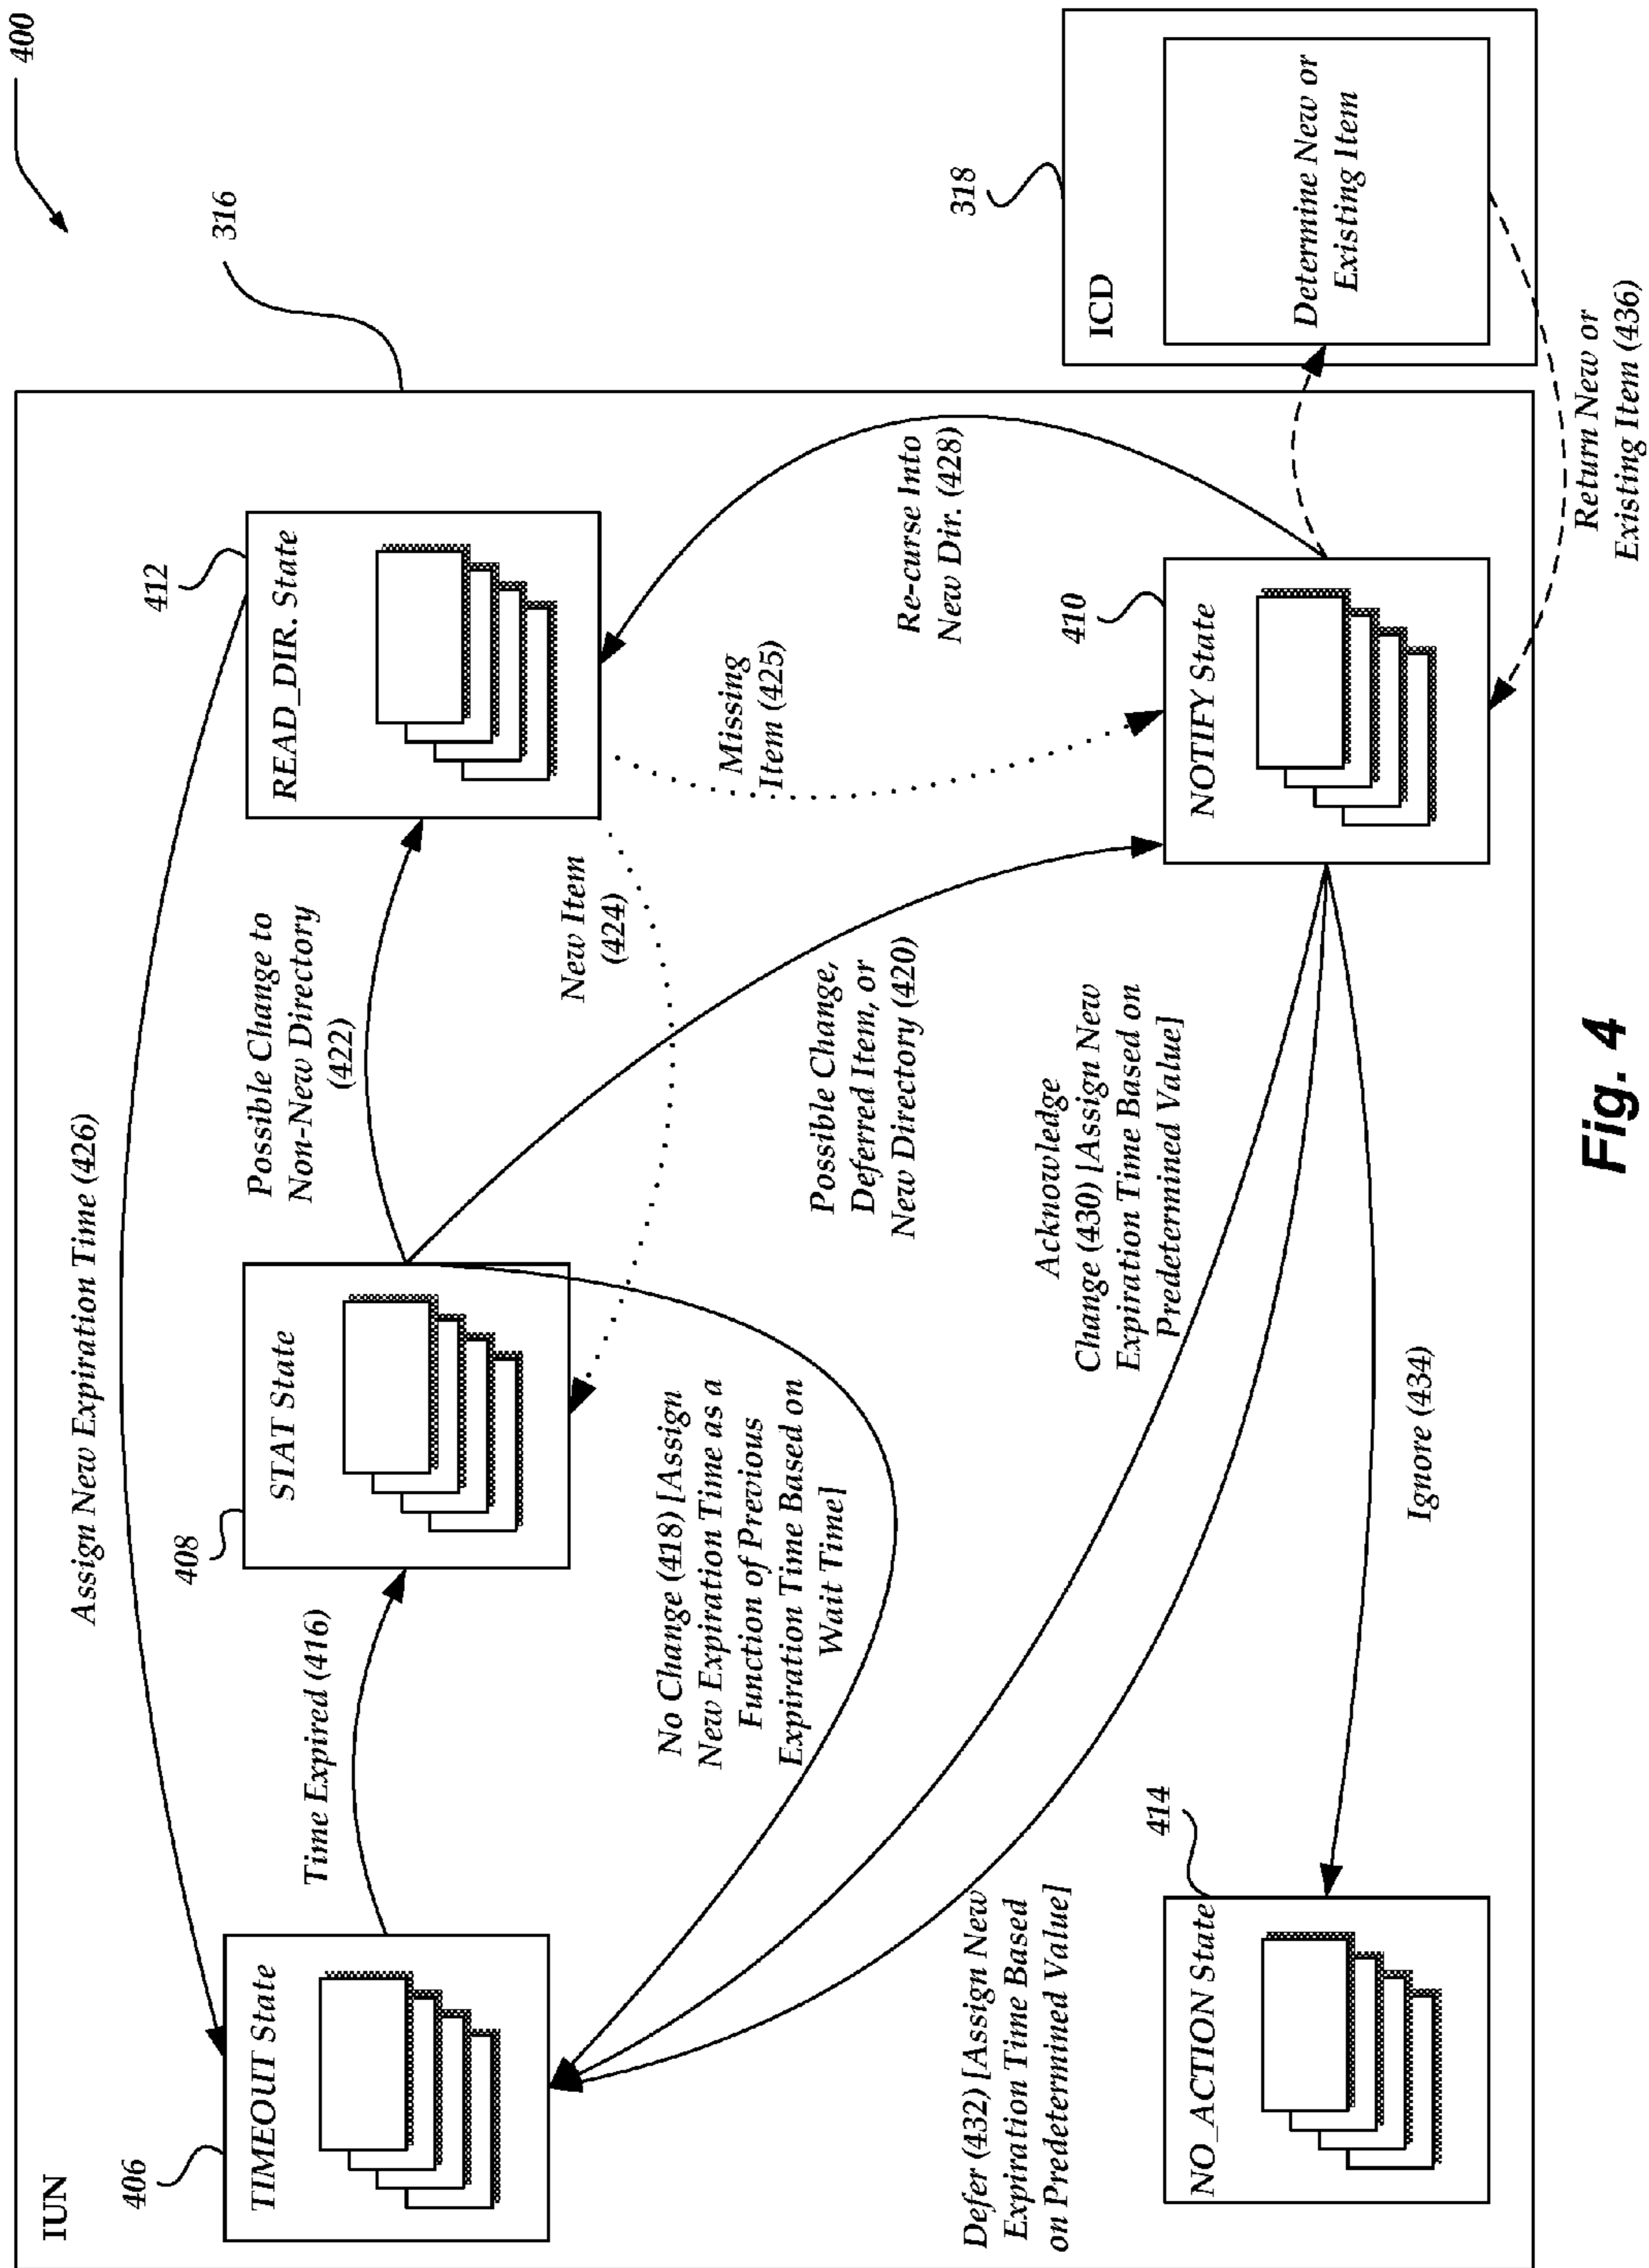 400
316
IUN
Assign New Expiration Time (426)
406
TIMEOUT State
Time Expired (416)
408
STAT State
Possible Change to
Non-New Directory
(422)
412
READ_DIR. State
New Item
(424)
Missing
Item (425)
Re-curse Into
New Dir. (428)
No Change (418) [Assign
New Expiration Time as a
Function of Previous
Expiration Time Based on
Wait Time]
Possible Change,
Deferred Item, or
New Directory (420)
Defer (432) [Assign New
Expiration Time Based
on Predetermined Value]
Acknowledge
Change (430) [Assign New
Expiration Time Based on
Predetermined Value]
414
NO_ACTION State
Ignore (434)
410
NOTIFY State
318
ICD
Determine New or
Existing Item
Return New or
Existing Item (436)
Fig. 4